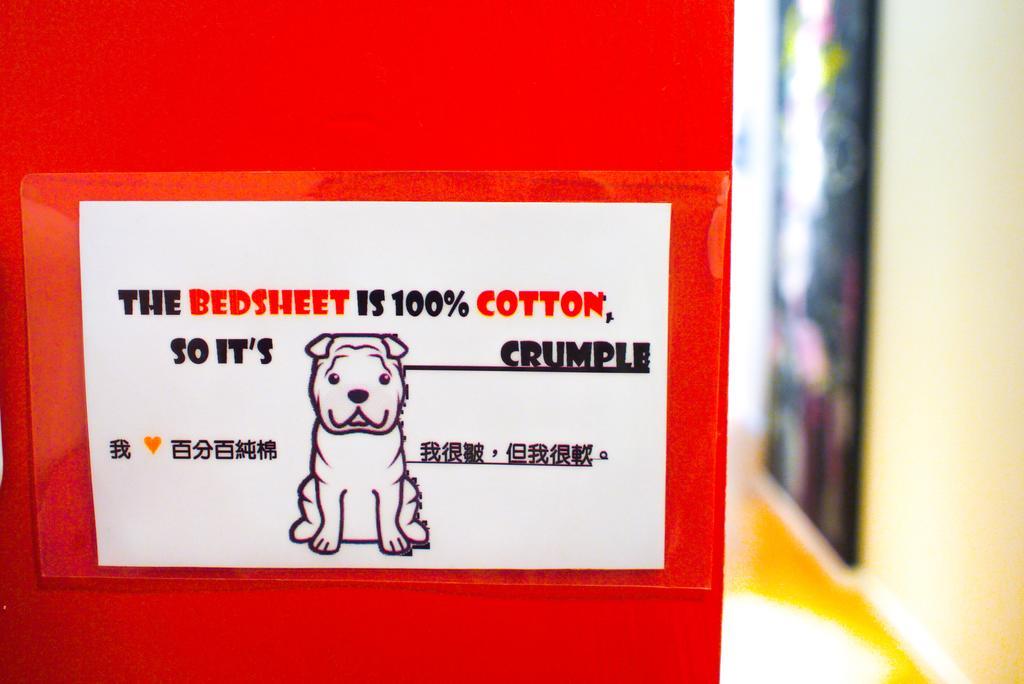 THE BEDSHEET IS 100% COTTON,
SO IT'S CRUMPLE
我 ♥ 百分百純棉 我很皺，但我很軟。